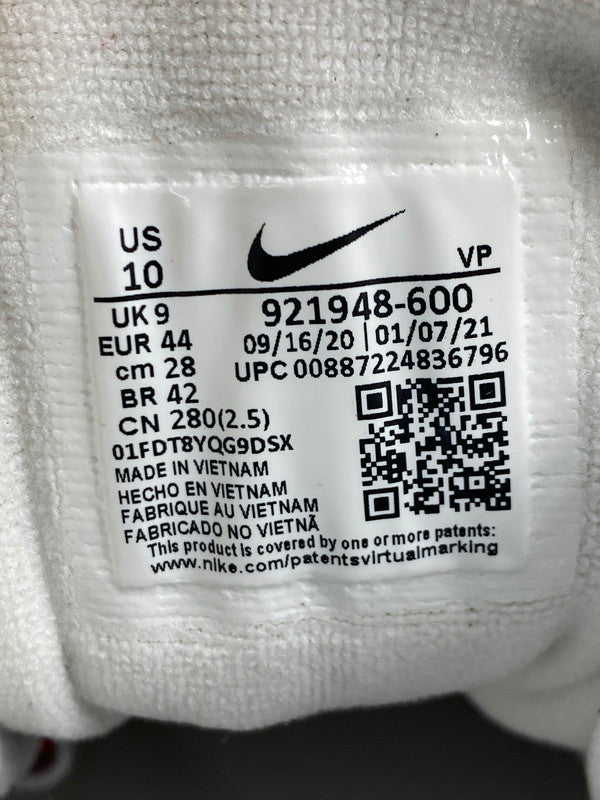 US
10
VP
UK 9
EUR 44
cm 28
BR 42
CN 280(2.5)
921948-600
09/16/20 | 01/07/21
UPC 00887224836796
01FDT8YQG9DSX
MADE IN VIETNAM
HECHO EN VIETNAM
FABRIQUE AU VIETNAM
FABRICADO NO VIETNÃ
This product is covered by one or more patents:
www.nike.com/patentsvirtualmarking